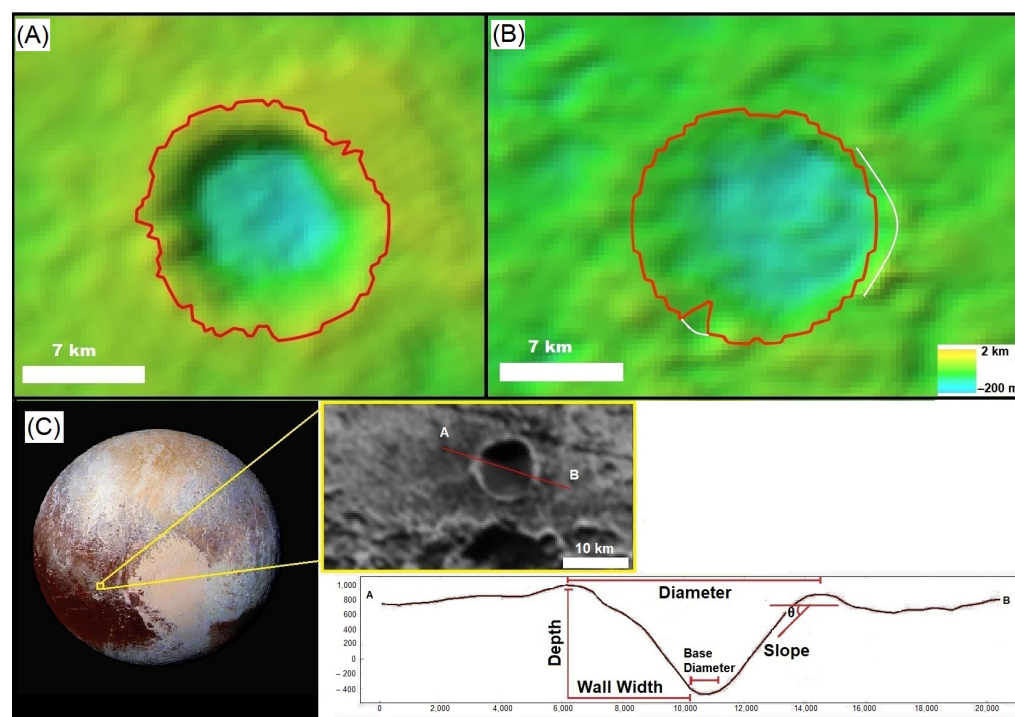 (A)
7 km
(B)
7 km
2 km
–200 m
(C)
A
B
10 km
1,000
800
600
400
200
0
– 200
– 400
A
B
Diameter
Depth
Base
Diameter
θ
Slope
Wall Width
0 2,000 4,000 6,000 8,000 10,000 12,000 14,000 16,000 18,000 20,000